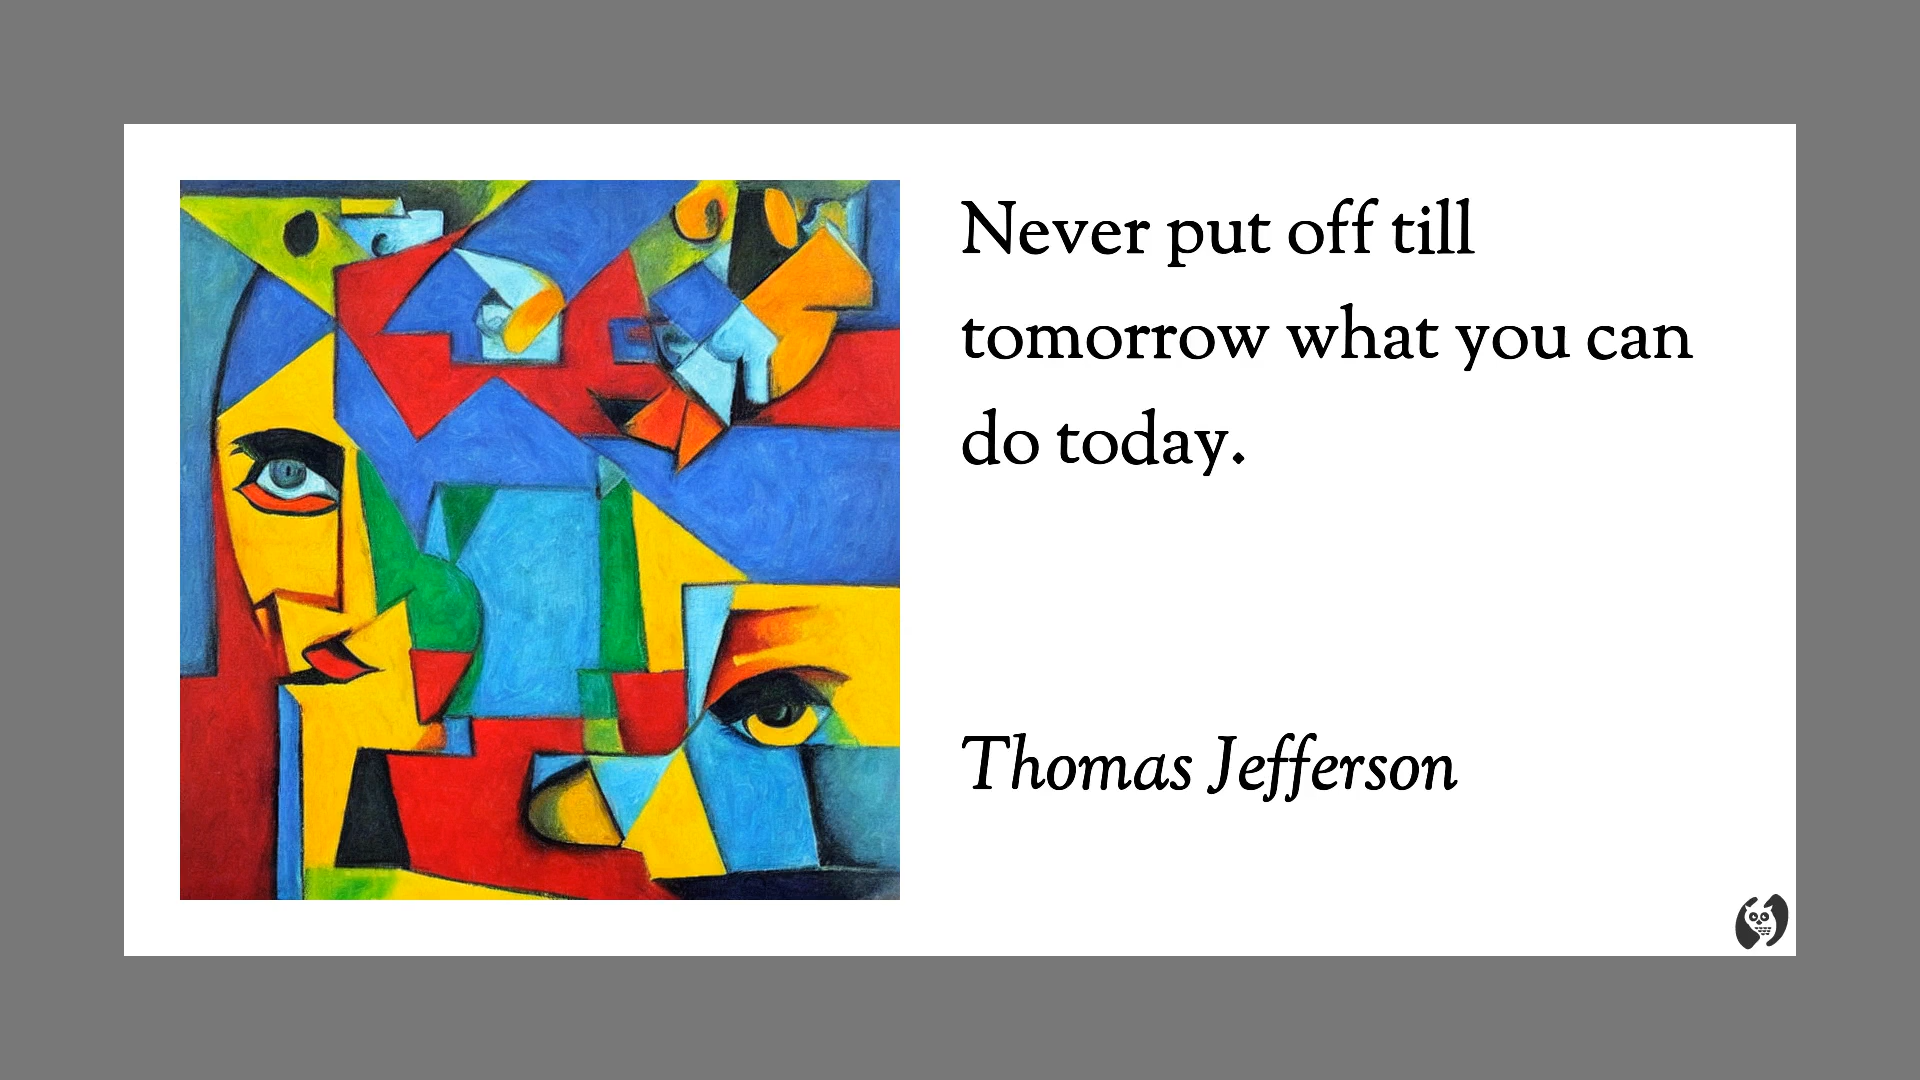 Never put off till
tomorrow what you can
do today.
Thomas Jefferson